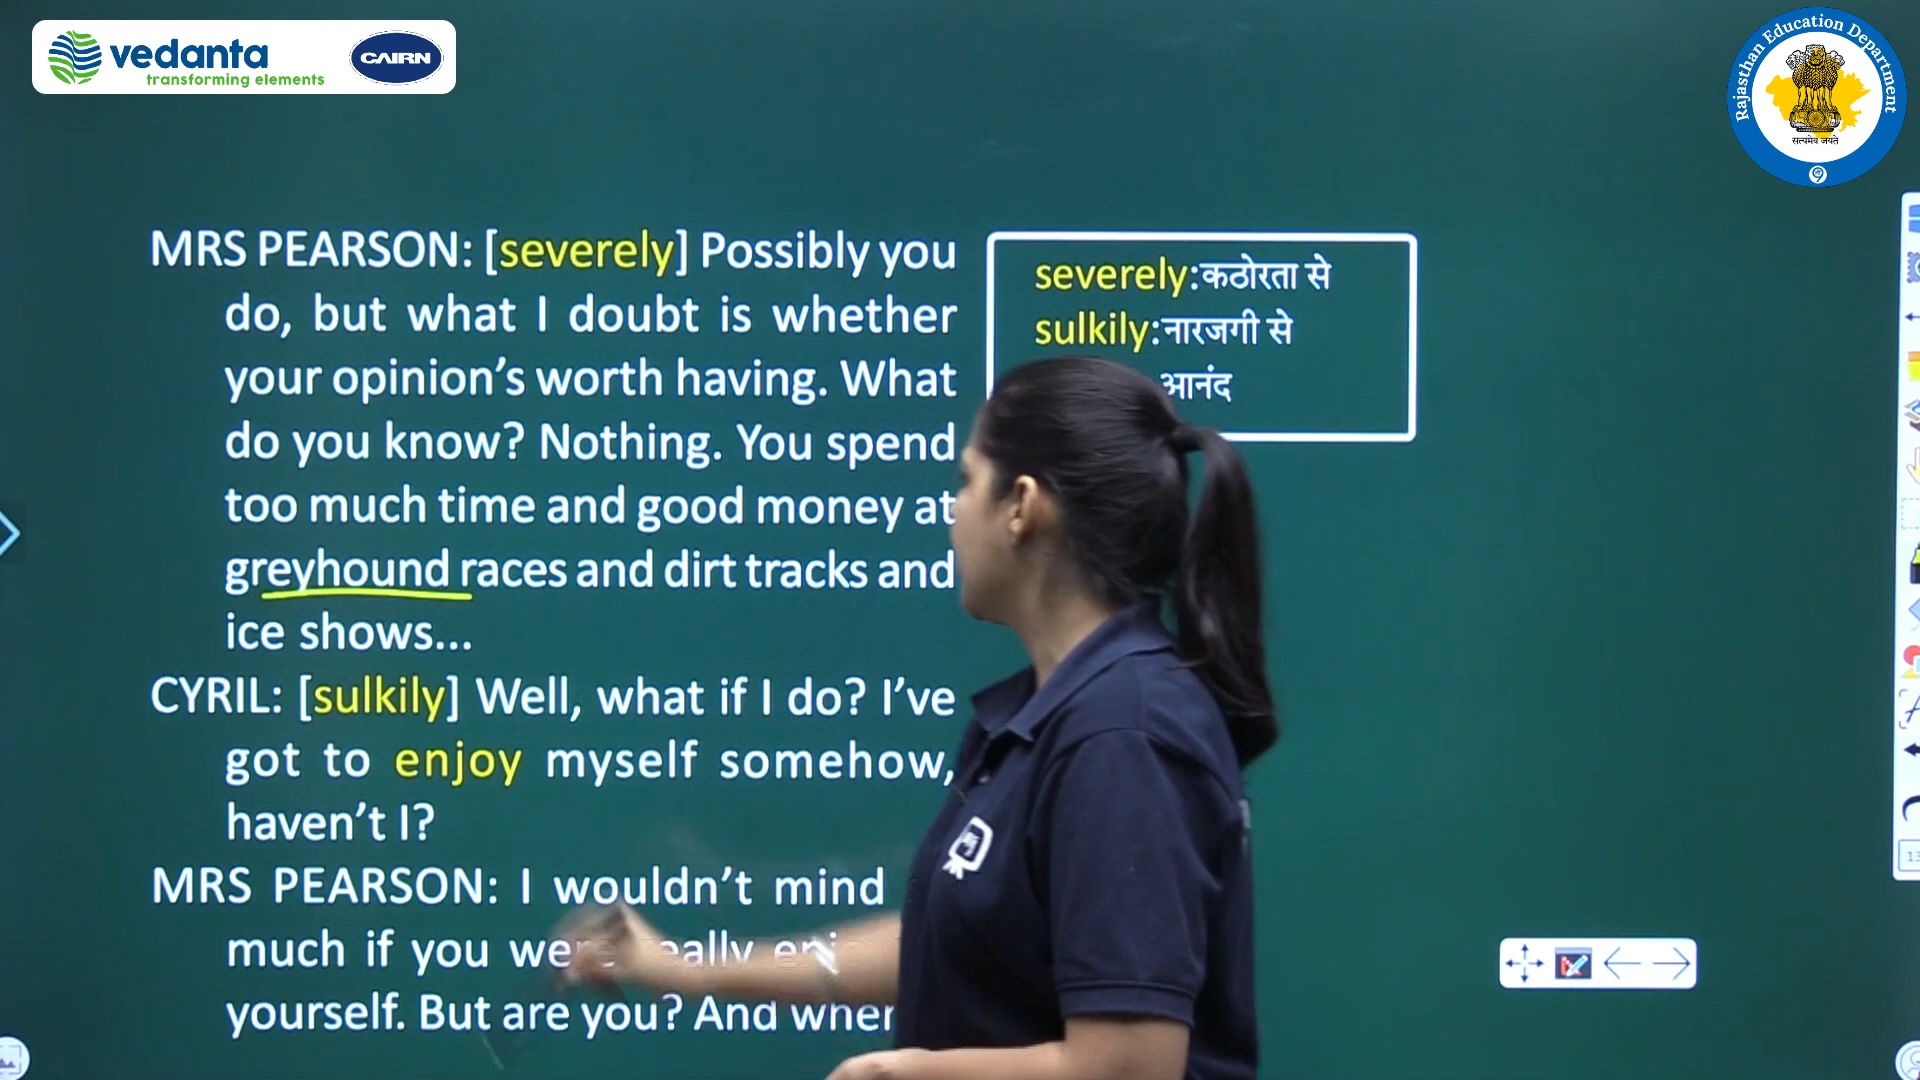 vedanta
transforming elements
CAIRN
Rajasthan Education Department
सत्यमेव जयते
MRS PEARSON: [severely] Possibly you
do, but what I doubt is whether
your opinion’s worth having. What
do you know? Nothing. You spend
too much time and good money at
greyhound races and dirt tracks and
ice shows...
CYRIL: [sulkily] Well, what if I do? I’ve
got to enjoy myself somehow,
haven’t I?
MRS PEARSON: I wouldn’t mind
much if you were really
yourself. But are you? And
severely:कठोरता से
sulkily:नारजगी से
आनंद